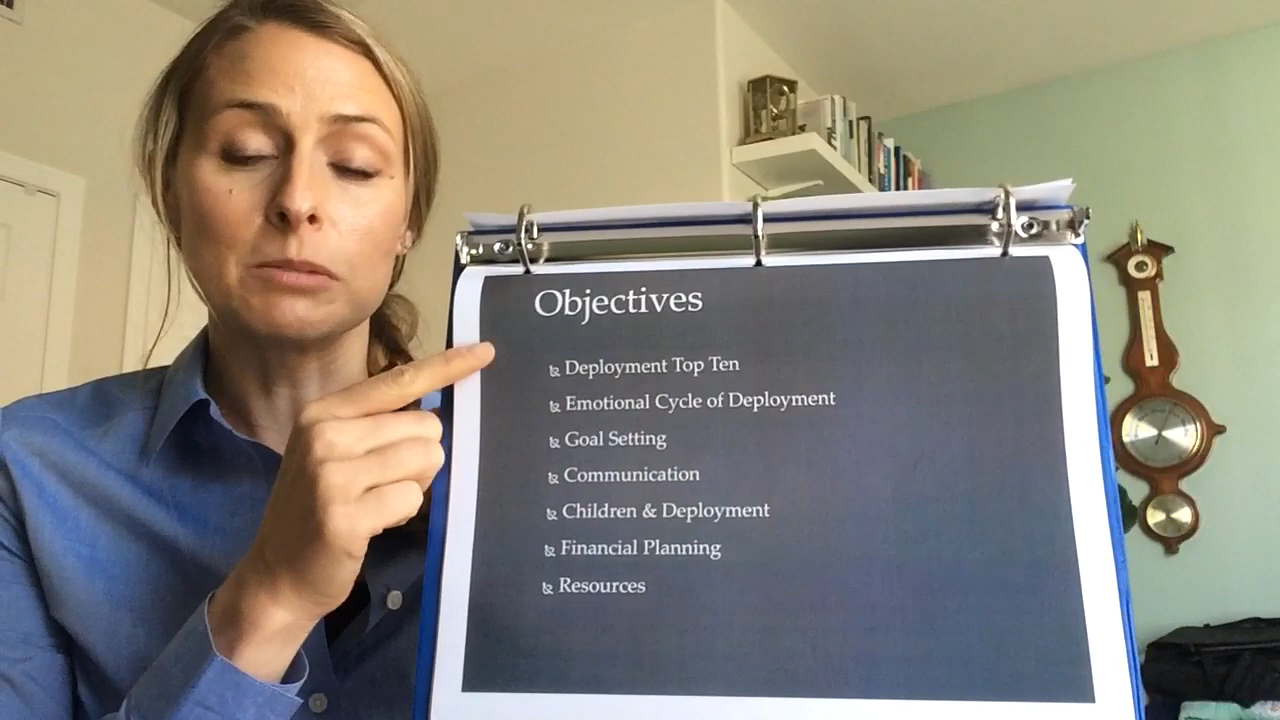 Objectives
Deployment Top Ten
Emotional Cycle of Deployment
Goal Setting
Communication
Children & Deployment
Financial Planning
Resources